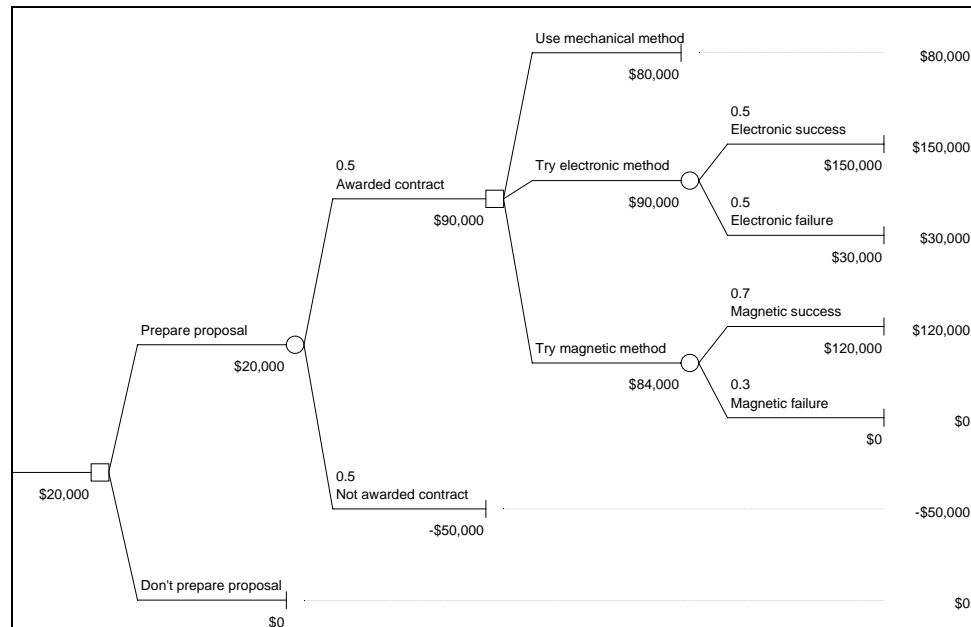 Use mechanical method
$80,000
$80,000
0.5
Electronic success
$150,000
$150,000
0.5
Awarded contract
$90,000
Try electronic method
$90,000
0.5
Electronic failure
$30,000
$30,000
0.7
Magnetic success
$120,000
$120,000
Prepare proposal
$20,000
Try magnetic method
$84,000
0.3
Magnetic failure
$0
$0
$20,000
0.5
Not awarded contract
-$50,000
-$50,000
Don't prepare proposal
$0
$0